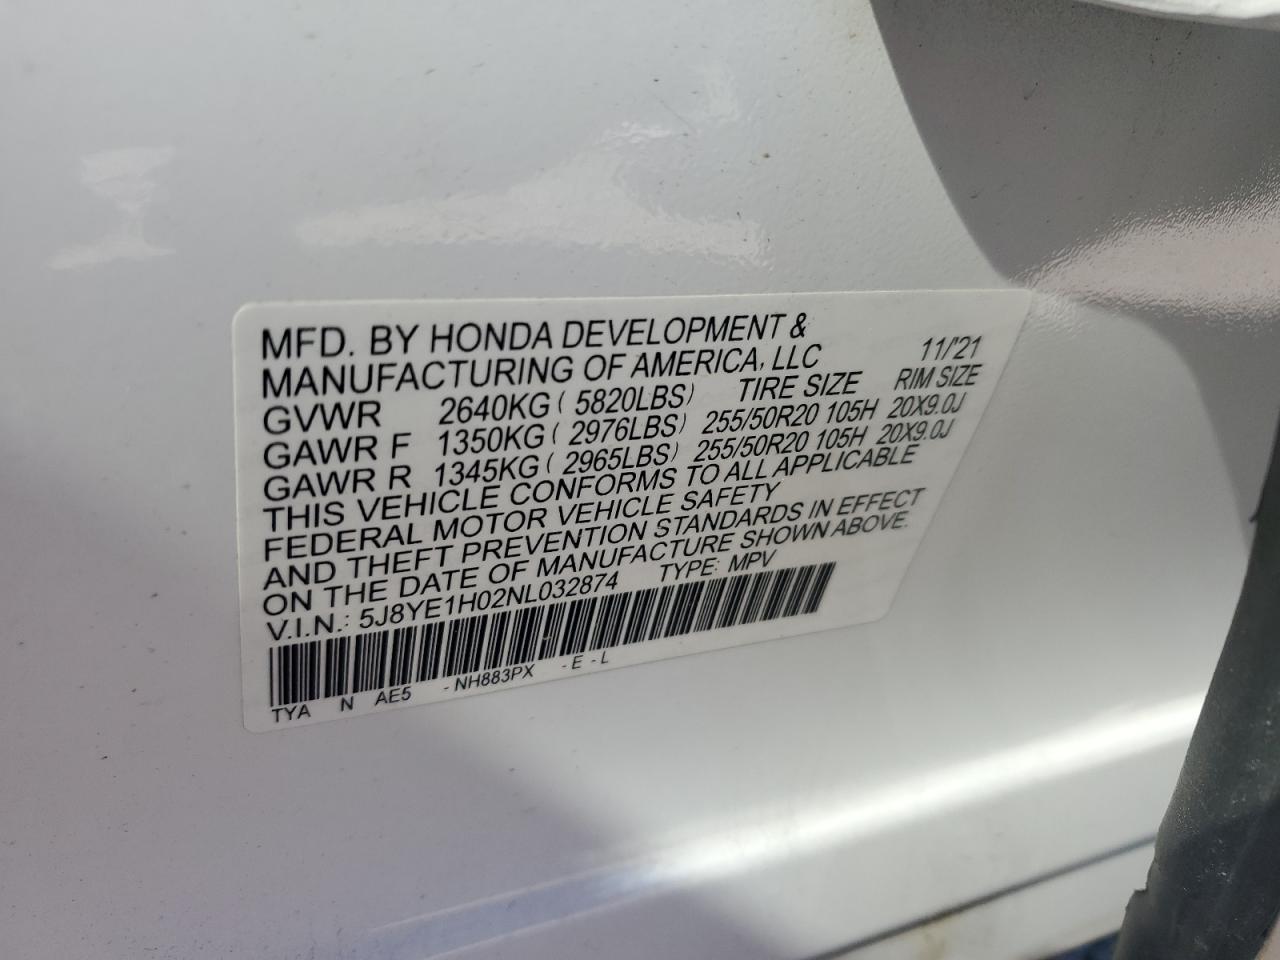 MFD. BY HONDA DEVELOPMENT &
MANUFACTURING OF AMERICA, LLC 11/'21
GVWR 2640KG ( 5820LBS) TIRE SIZE RIM SIZE
GAWR F 1350KG ( 2976LBS) 255/50R20 105H 20X9.0J
GAWR R 1345KG ( 2965LBS) 255/50R20 105H 20X9.0J
THIS VEHICLE CONFORMS TO ALL APPLICABLE
FEDERAL MOTOR VEHICLE SAFETY
AND THEFT PREVENTION STANDARDS IN EFFECT
ON THE DATE OF MANUFACTURE SHOWN ABOVE.
V.I.N.: 5J8YE1H02NL032874 TYPE: MPV
TYA N AE5 -NH883PX -E-L